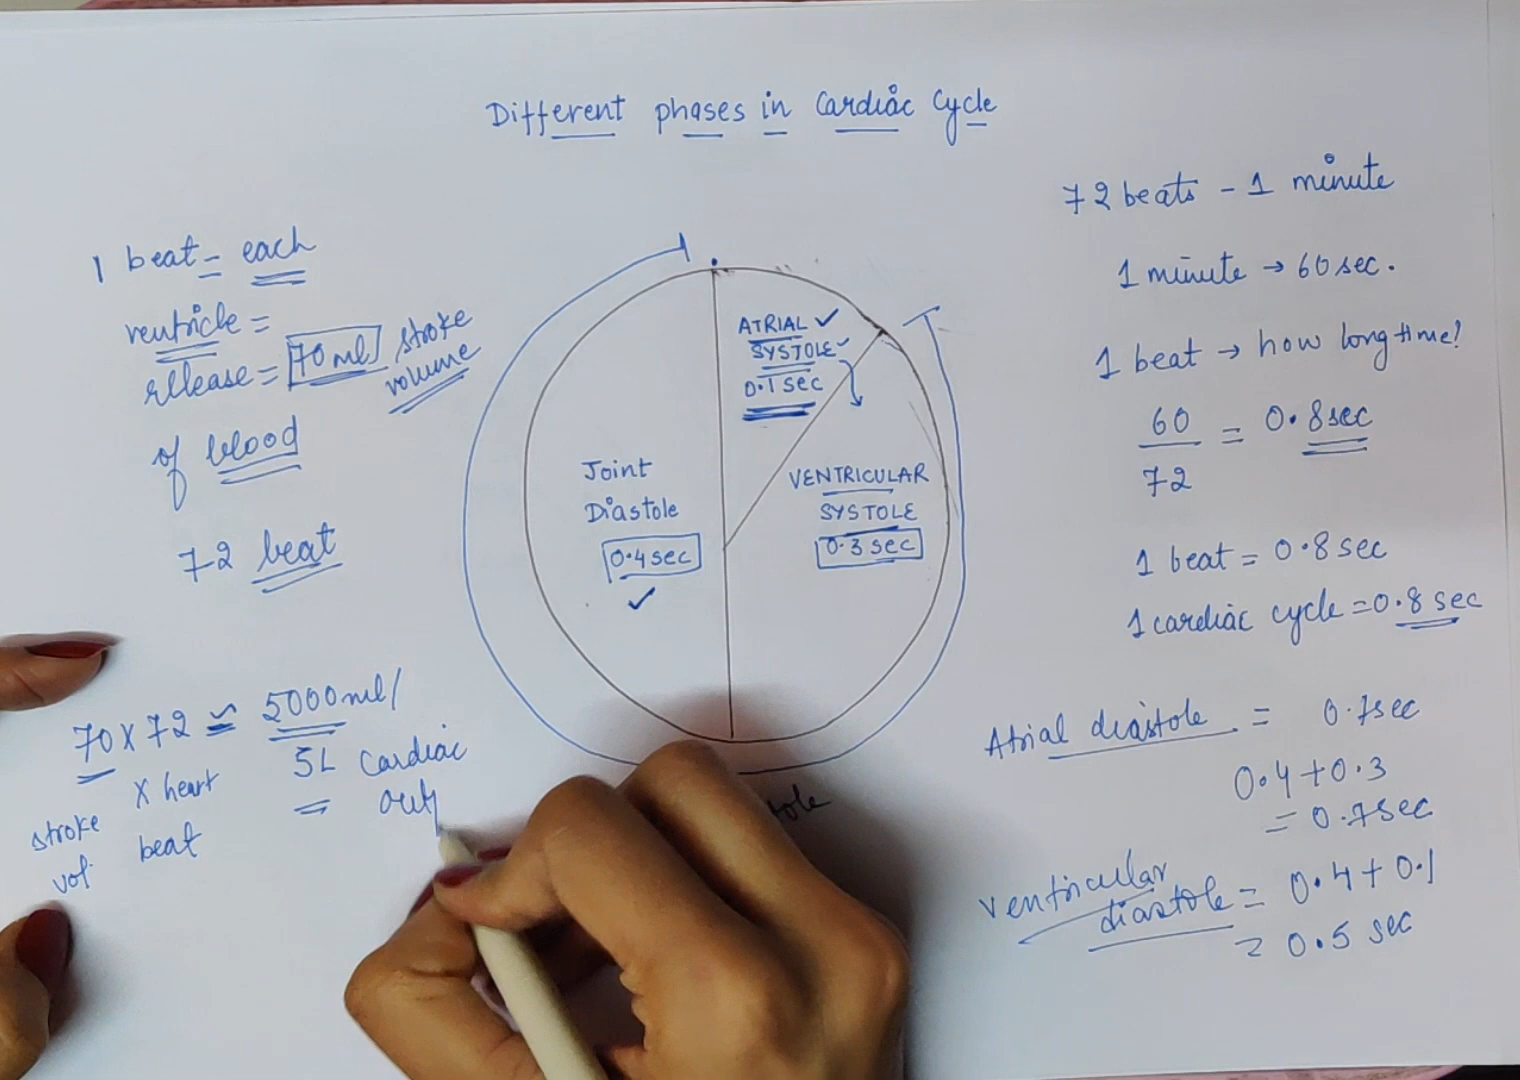 Different phases in Cardiac Cycle
1 beat - each
ventricle =
release = 70 ml stroke
volume
of blood
72 beat
70 X 72 ≃ 5000 ml/
5L cardiac
= out
stroke X heart
vol. beat
ATRIAL ✓
SYSTOLE ✓
0.1 sec
VENTRICULAR
SYSTOLE
0.3 sec
Joint
Diastole
0.4 sec
✓
72 beats - 1 minute
1 minute → 60 sec.
1 beat → how long time?
60
72
= 0.8 sec
1 beat = 0.8 sec
1 cardiac cycle = 0.8 sec
Atrial diastole = 0.7sec
0.4 + 0.3
= 0.7sec
Ventricular
diastole = 0.4 + 0.1
= 0.5 sec